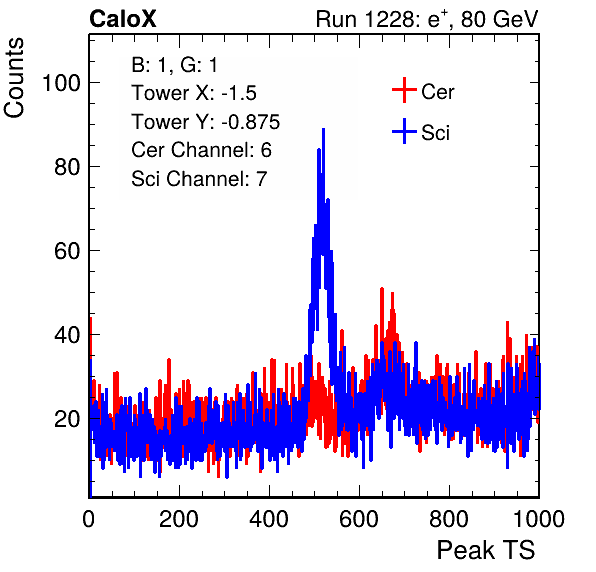 CaloX Run 1228: e⁺, 80 GeV
Counts
B: 1, G: 1
Tower X: -1.5
Tower Y: -0.875
Cer Channel: 6
Sci Channel: 7
Cer
Sci
100
80
60
40
20
0 200 400 600 800 1000
Peak TS